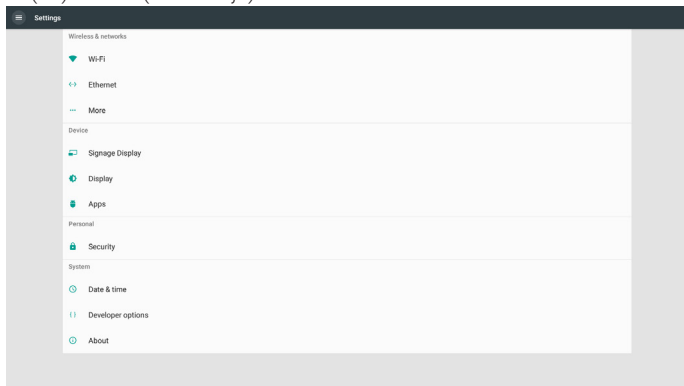 Settings
Wireless & networks
Wi-Fi
Ethernet
More
Device
Signage Display
Display
Apps
Personal
Security
System
Date & time
Developer options
About